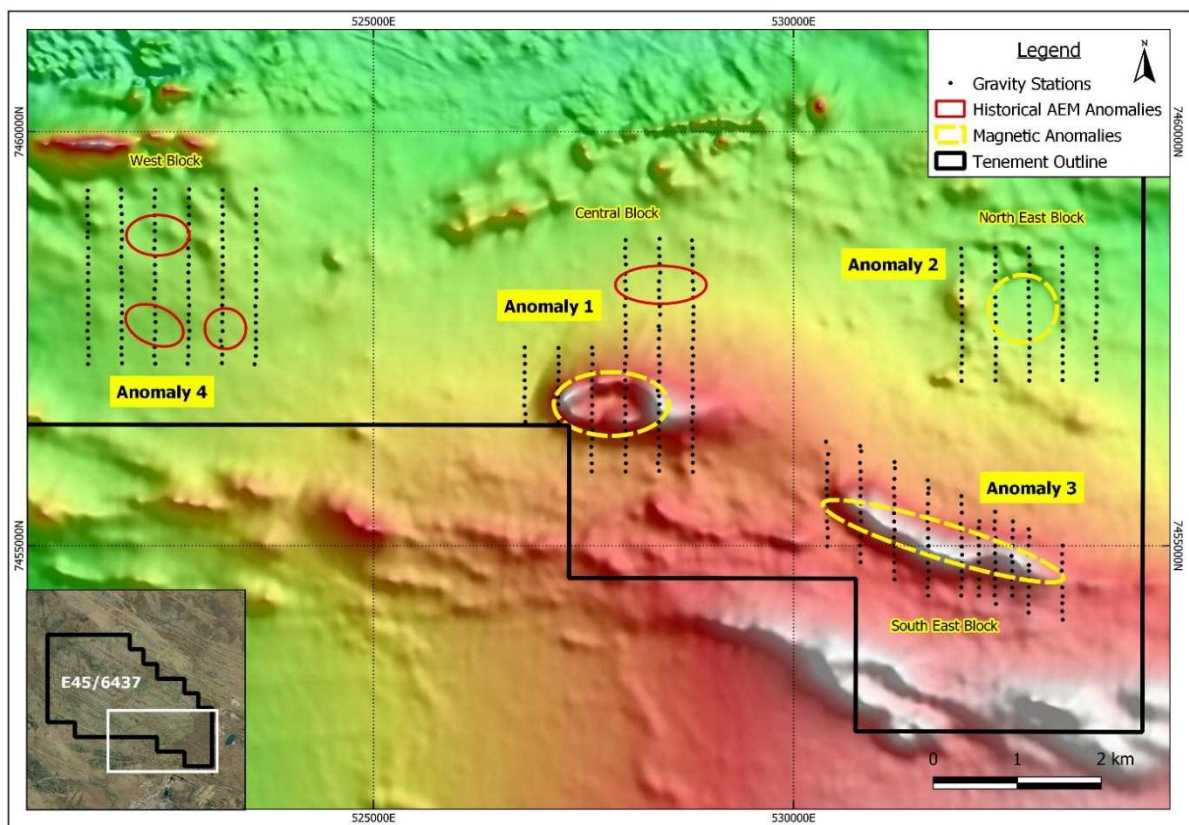 525000E
530000E
Legend
N
Gravity Stations
Historical AEM Anomalies
Magnetic Anomalies
Tenement Outline
7460000N
7460000N
West Block
Central Block
North East Block
Anomaly 2
Anomaly 1
Anomaly 4
Anomaly 3
7455000N
7455000N
South East Block
E45/6437
0 1 2 km
525000E
530000E